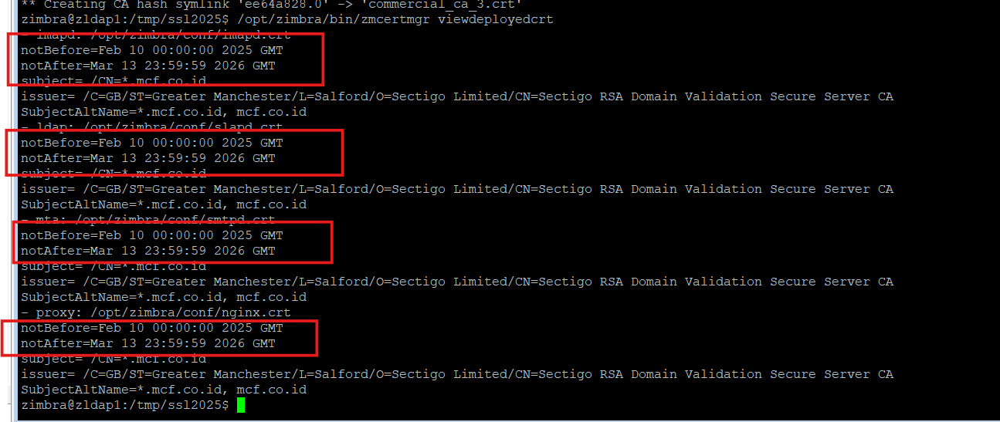 ** Creating CA hash symlink 'ee64a828.0' -> 'commercial_ca_3.crt'
zimbra@zldap1:/tmp/ssl2025$ /opt/zimbra/bin/zmcertmgr viewdeployedcrt
- imapd: /opt/zimbra/conf/imapd.crt
notBefore=Feb 10 00:00:00 2025 GMT
notAfter=Mar 13 23:59:59 2026 GMT
subject= /CN=*.mcf.co.id
issuer= /C=GB/ST=Greater Manchester/L=Salford/O=Sectigo Limited/CN=Sectigo RSA Domain Validation Secure Server CA
SubjectAltName=*.mcf.co.id, mcf.co.id
- ldap: /opt/zimbra/conf/slapd.crt
notBefore=Feb 10 00:00:00 2025 GMT
notAfter=Mar 13 23:59:59 2026 GMT
subject= /CN=*.mcf.co.id
issuer= /C=GB/ST=Greater Manchester/L=Salford/O=Sectigo Limited/CN=Sectigo RSA Domain Validation Secure Server CA
SubjectAltName=*.mcf.co.id, mcf.co.id
- mta: /opt/zimbra/conf/smtpd.crt
notBefore=Feb 10 00:00:00 2025 GMT
notAfter=Mar 13 23:59:59 2026 GMT
subject= /CN=*.mcf.co.id
issuer= /C=GB/ST=Greater Manchester/L=Salford/O=Sectigo Limited/CN=Sectigo RSA Domain Validation Secure Server CA
SubjectAltName=*.mcf.co.id, mcf.co.id
- proxy: /opt/zimbra/conf/nginx.crt
notBefore=Feb 10 00:00:00 2025 GMT
notAfter=Mar 13 23:59:59 2026 GMT
subject= /CN=*.mcf.co.id
issuer= /C=GB/ST=Greater Manchester/L=Salford/O=Sectigo Limited/CN=Sectigo RSA Domain Validation Secure Server CA
SubjectAltName=*.mcf.co.id, mcf.co.id
zimbra@zldap1:/tmp/ssl2025$